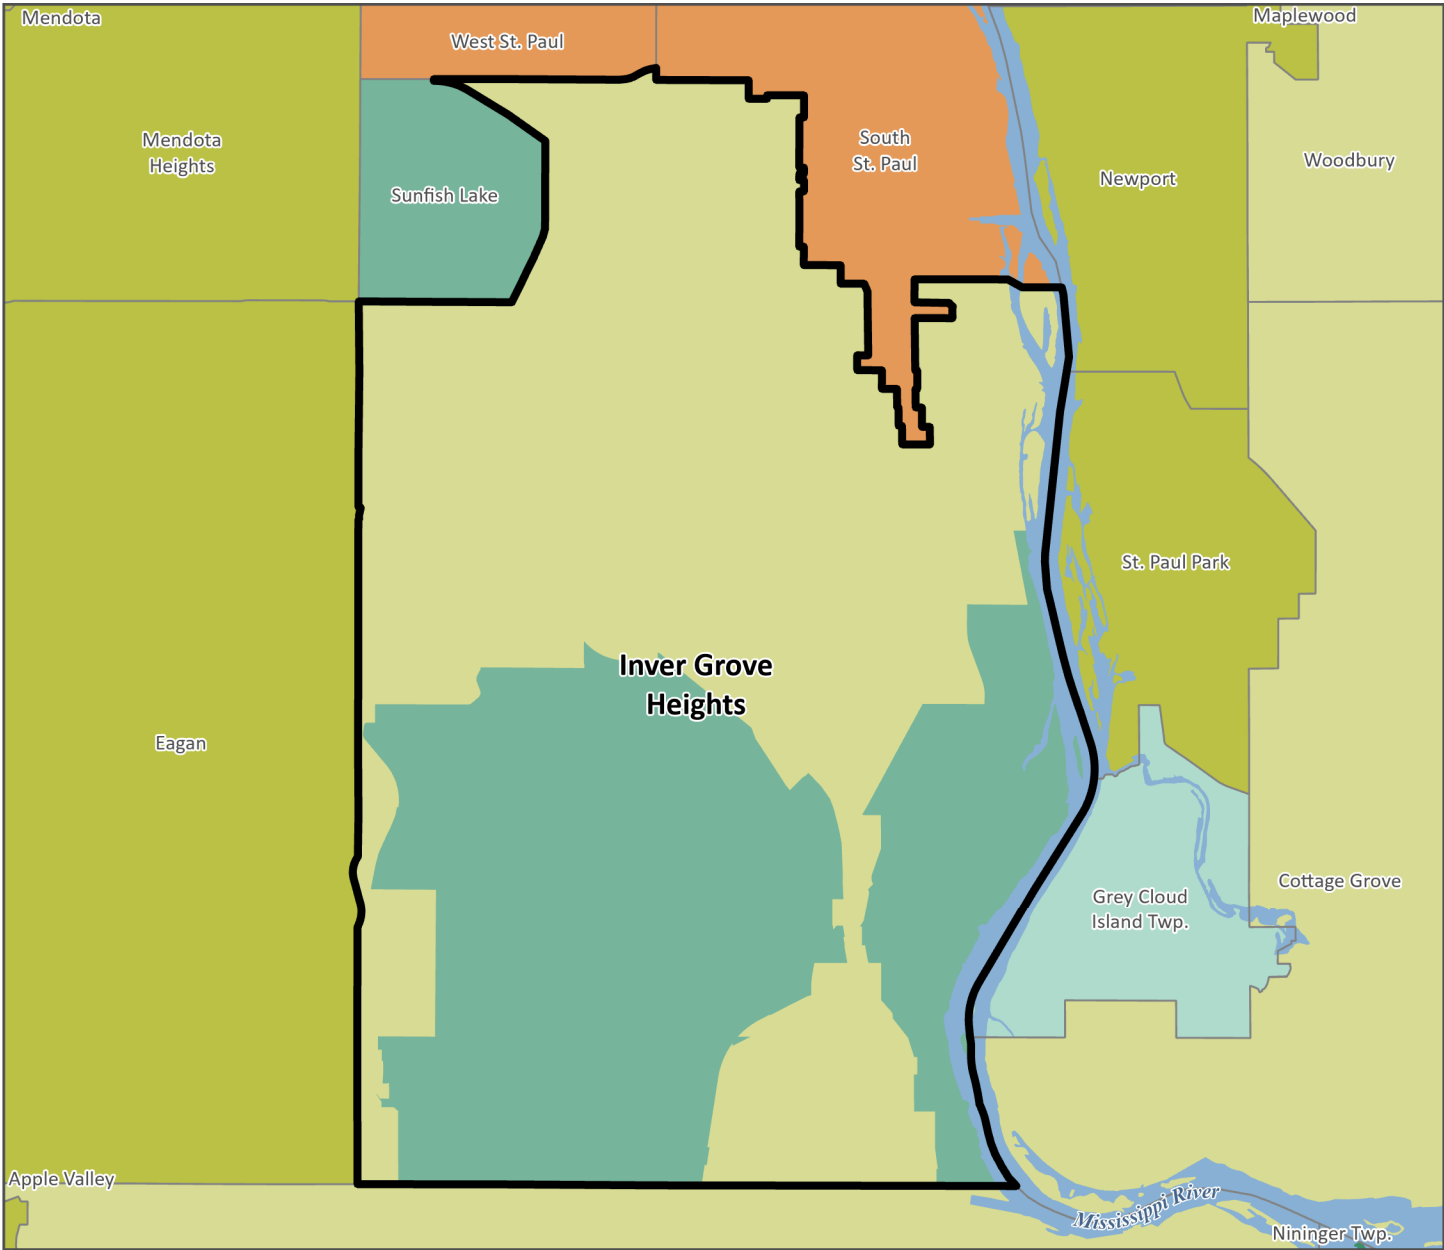 Mendota
Maplewood
West St. Paul
Mendota
Heights
South
St. Paul
Woodbury
Newport
Sunfish Lake
St. Paul Park
Inver Grove
Heights
Eagan
Cottage Grove
Grey Cloud
Island Twp.
Apple Valley
Mississippi River
Nininger Twp.